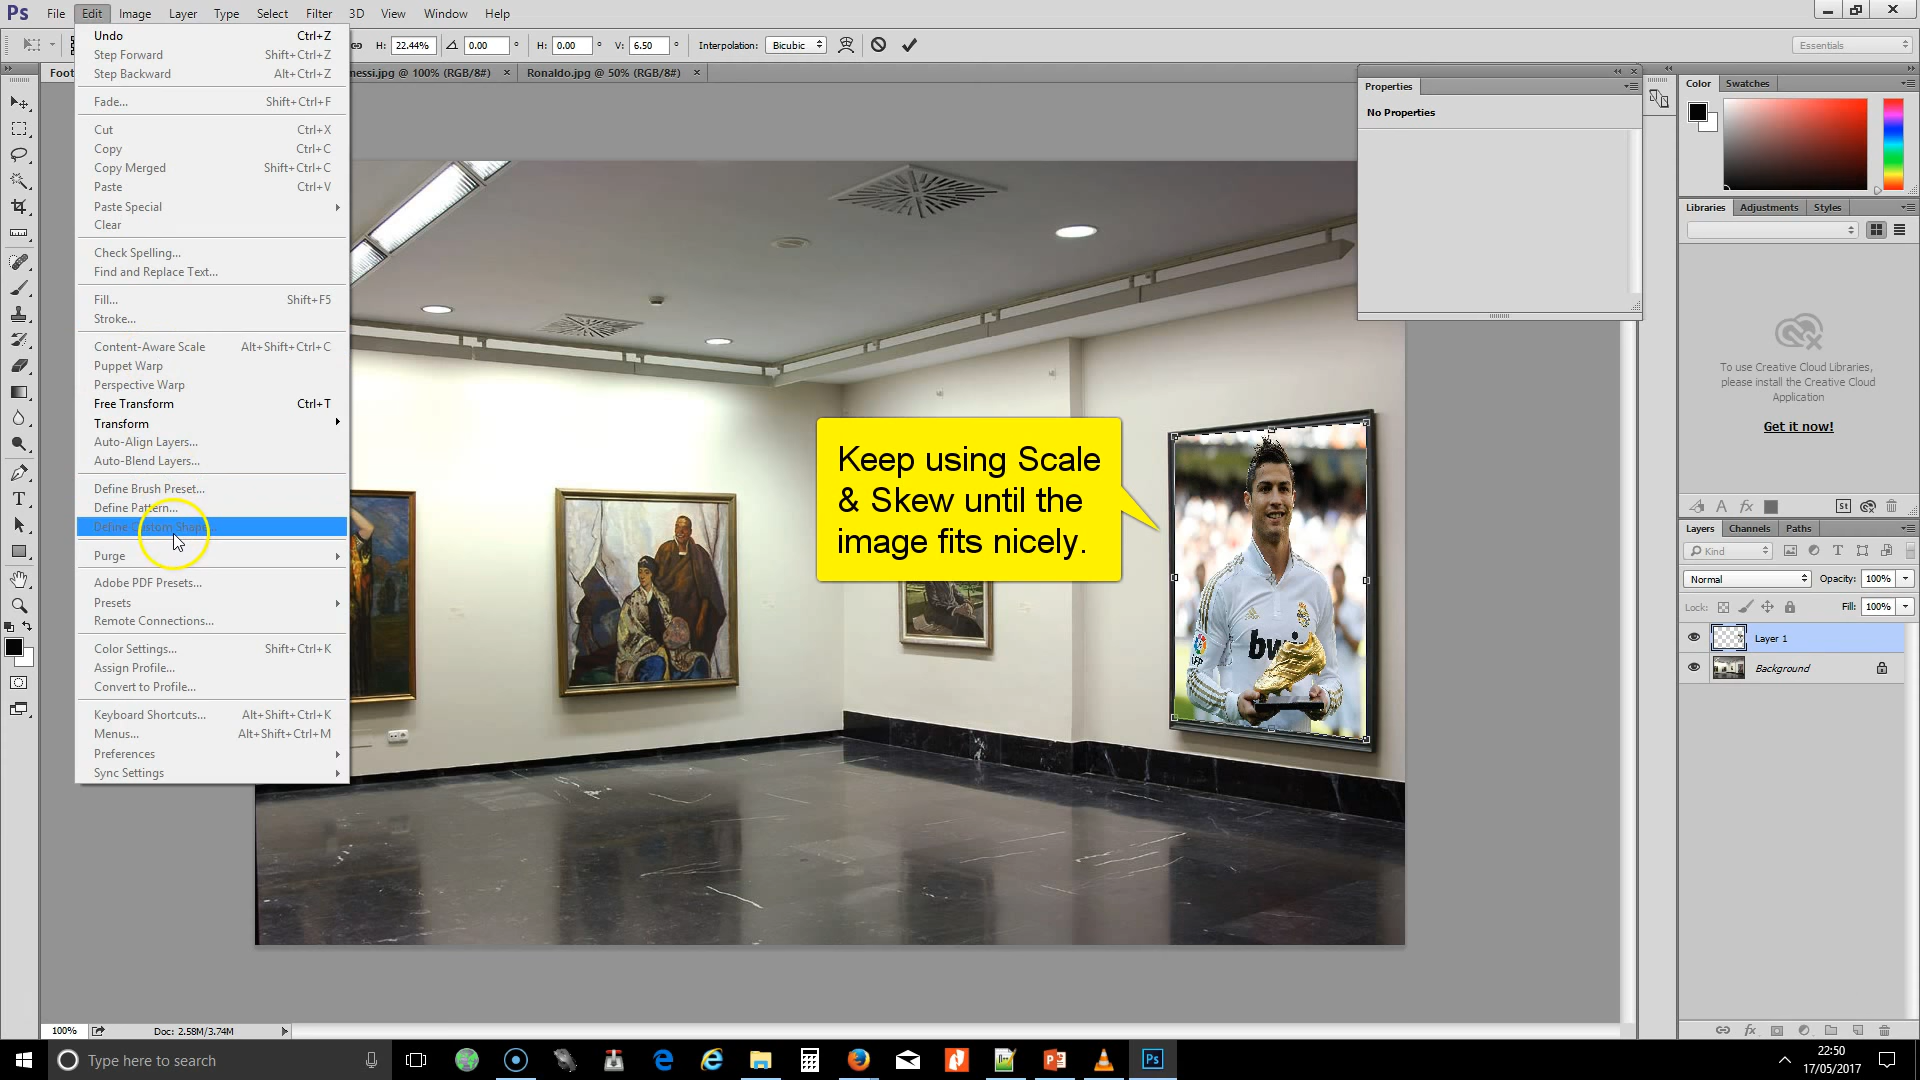 Ps File Edit Image Layer Type Select Filter 3D View Window Help
H: 22.44% 0.00 ° H: 0.00 ° V: 6.50 ° Interpolation: Bicubic Essentials
Foot nessi.jpg @ 100% (RGB/8#) × Ronaldo.jpg @ 50% (RGB/8#) ×
Undo Ctrl+Z
Step Forward Shift+Ctrl+Z
Step Backward Alt+Ctrl+Z
Fade... Shift+Ctrl+F
Cut Ctrl+X
Copy Ctrl+C
Copy Merged Shift+Ctrl+C
Paste Ctrl+V
Paste Special
Clear
Check Spelling...
Find and Replace Text...
Fill... Shift+F5
Stroke...
Content-Aware Scale Alt+Shift+Ctrl+C
Puppet Warp
Perspective Warp
Free Transform Ctrl+T
Transform
Auto-Align Layers...
Auto-Blend Layers...
Define Brush Preset...
Define Pattern...
Define Custom Shape...
Purge
Adobe PDF Presets...
Presets
Remote Connections...
Color Settings... Shift+Ctrl+K
Assign Profile...
Convert to Profile...
Keyboard Shortcuts... Alt+Shift+Ctrl+K
Menus... Alt+Shift+Ctrl+M
Preferences
Sync Settings
Keep using Scale
& Skew until the
image fits nicely.
bwin
LFP
Properties
No Properties
Color Swatches
Libraries Adjustments Styles
To use Creative Cloud Libraries,
please install the Creative Cloud
Application
Get it now!
St
Layers Channels Paths
Kind
Normal Opacity: 100%
Lock: Fill: 100%
Layer 1
Background
100% Doc: 2.58M/3.74M
Type here to search
Ps
22:50
17/05/2017